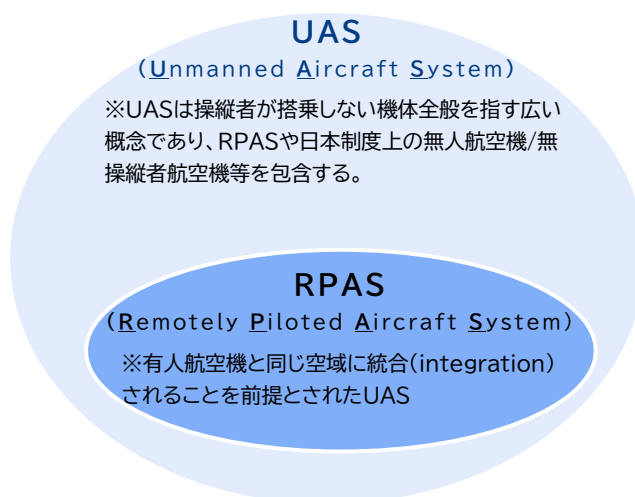 UAS
(Unmanned Aircraft System)
※UASは操縦者が搭乗しない機体全般を指す広い
概念であり、RPASや日本制度上の無人航空機/無
操縦者航空機等を包含する。
RPAS
(Remotely Piloted Aircraft System)
※有人航空機と同じ空域に統合(integration)
されることを前提とされたUAS